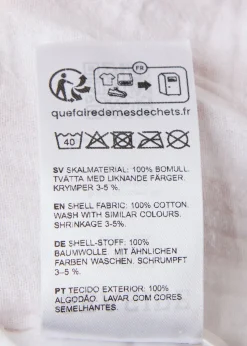 FR
quefairedemesdechets.fr
40
SV SKALMATERIAL: 100% BOMULL.
TVÄTTA MED LIKNANDE FÄRGER.
KRYMPER 3-5 %.
EN SHELL FABRIC: 100% COTTON.
WASH WITH SIMILAR COLOURS.
SHRINKAGE 3-5%.
DE SHELL-STOFF: 100%
BAUMWOLLE. MIT ÄHNLICHEN
FARBEN WASCHEN. SCHRUMPFT
3–5 %.
PT TECIDO EXTERIOR: 100%
ALGODÃO. LAVAR COM CORES
SEMELHANTES.